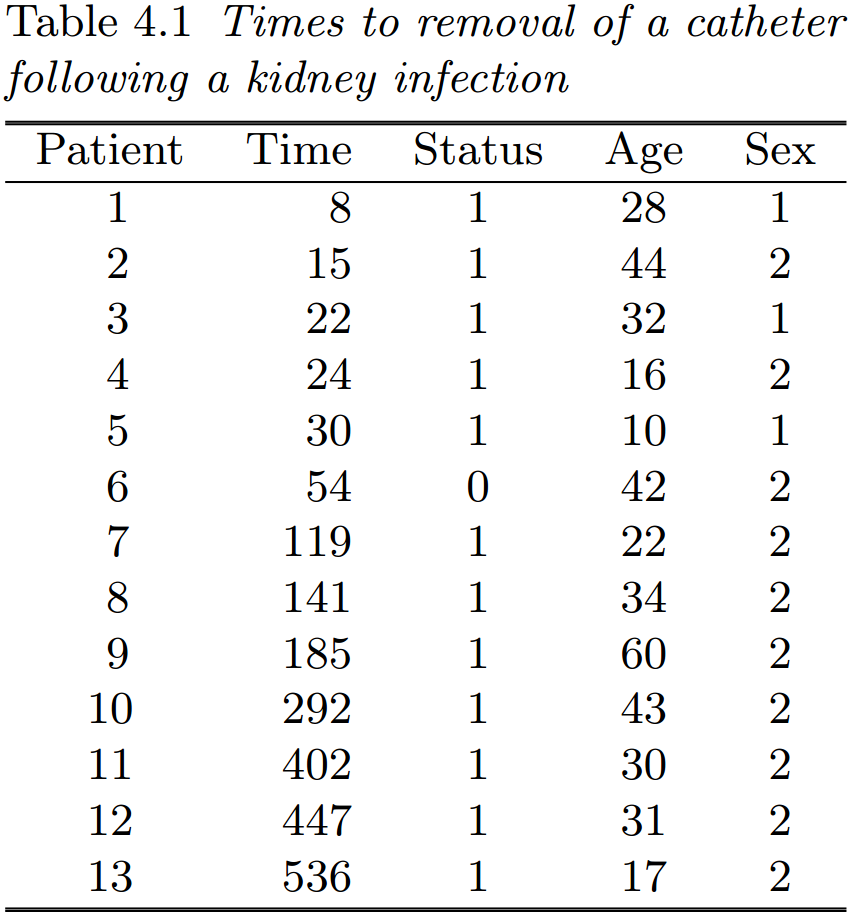 Table 4.1 Times to removal of a catheter
following a kidney infection
Patient Time Status Age Sex
1 8 1 28 1
2 15 1 44 2
3 22 1 32 1
4 24 1 16 2
5 30 1 10 1
6 54 0 42 2
7 119 1 22 2
8 141 1 34 2
9 185 1 60 2
10 292 1 43 2
11 402 1 30 2
12 447 1 31 2
13 536 1 17 2